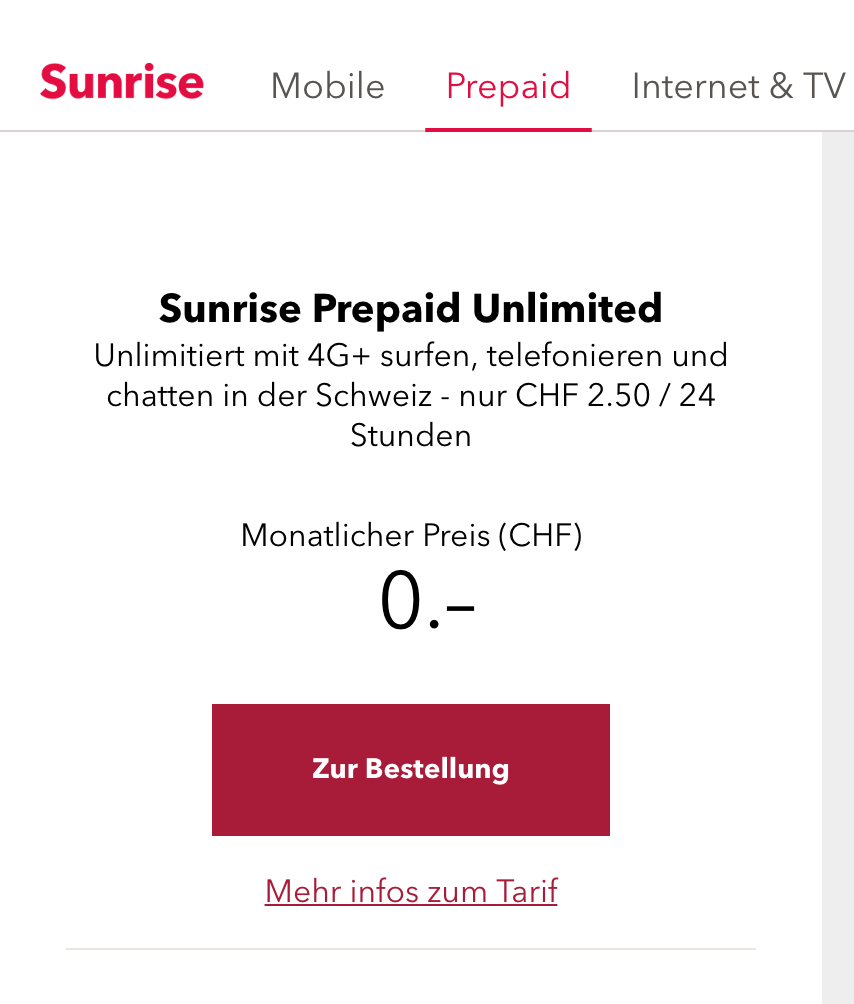 Sunrise Mobile Prepaid Internet & TV
Sunrise Prepaid Unlimited
Unlimitiert mit 4G+ surfen, telefonieren und
chatten in der Schweiz - nur CHF 2.50 / 24
Stunden
Monatlicher Preis (CHF)
0.–
Zur Bestellung
Mehr infos zum Tarif